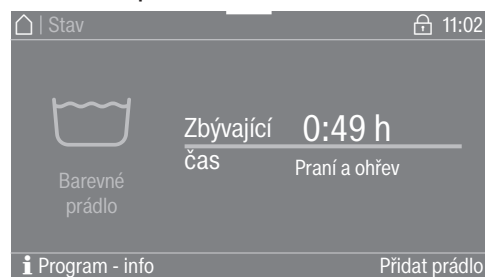 | Stav 11:02
Zbývající 0:49 h
čas Praní a ohřev
Barevné
prádlo
i Program - info Přidat prádlo